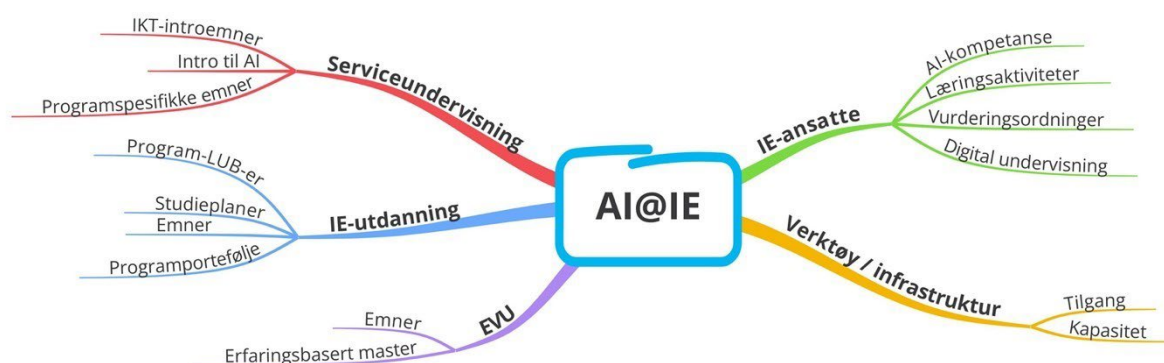 AI@IE
Serviceundervisning
IKT-introemner
Intro til AI
Programspesifikke emner
IE-utdanning
Program-LUB-er
Studieplaner
Emner
Programportefølje
EVU
Emner
Erfaringsbasert master
IE-ansatte
AI-kompetanse
Læringsaktiviteter
Vurderingsordninger
Digital undervisning
Verktøy / infrastruktur
Tilgang
Kapasitet